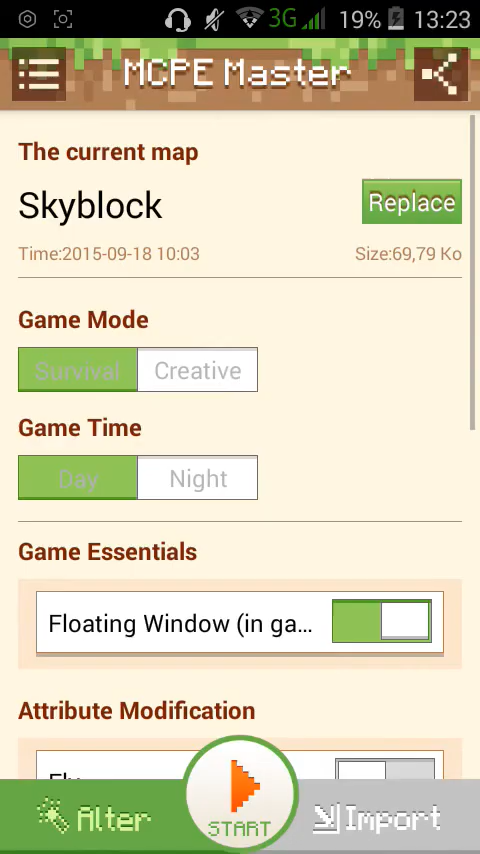 3G 19% 13:23
MCPE Master
The current map
Skyblock
Replace
Time:2015-09-18 10:03
Size:69,79 Ko
Game Mode
Survival Creative
Game Time
Day Night
Game Essentials
Floating Window (in ga...
Attribute Modification
Fly
Alter
START
Import